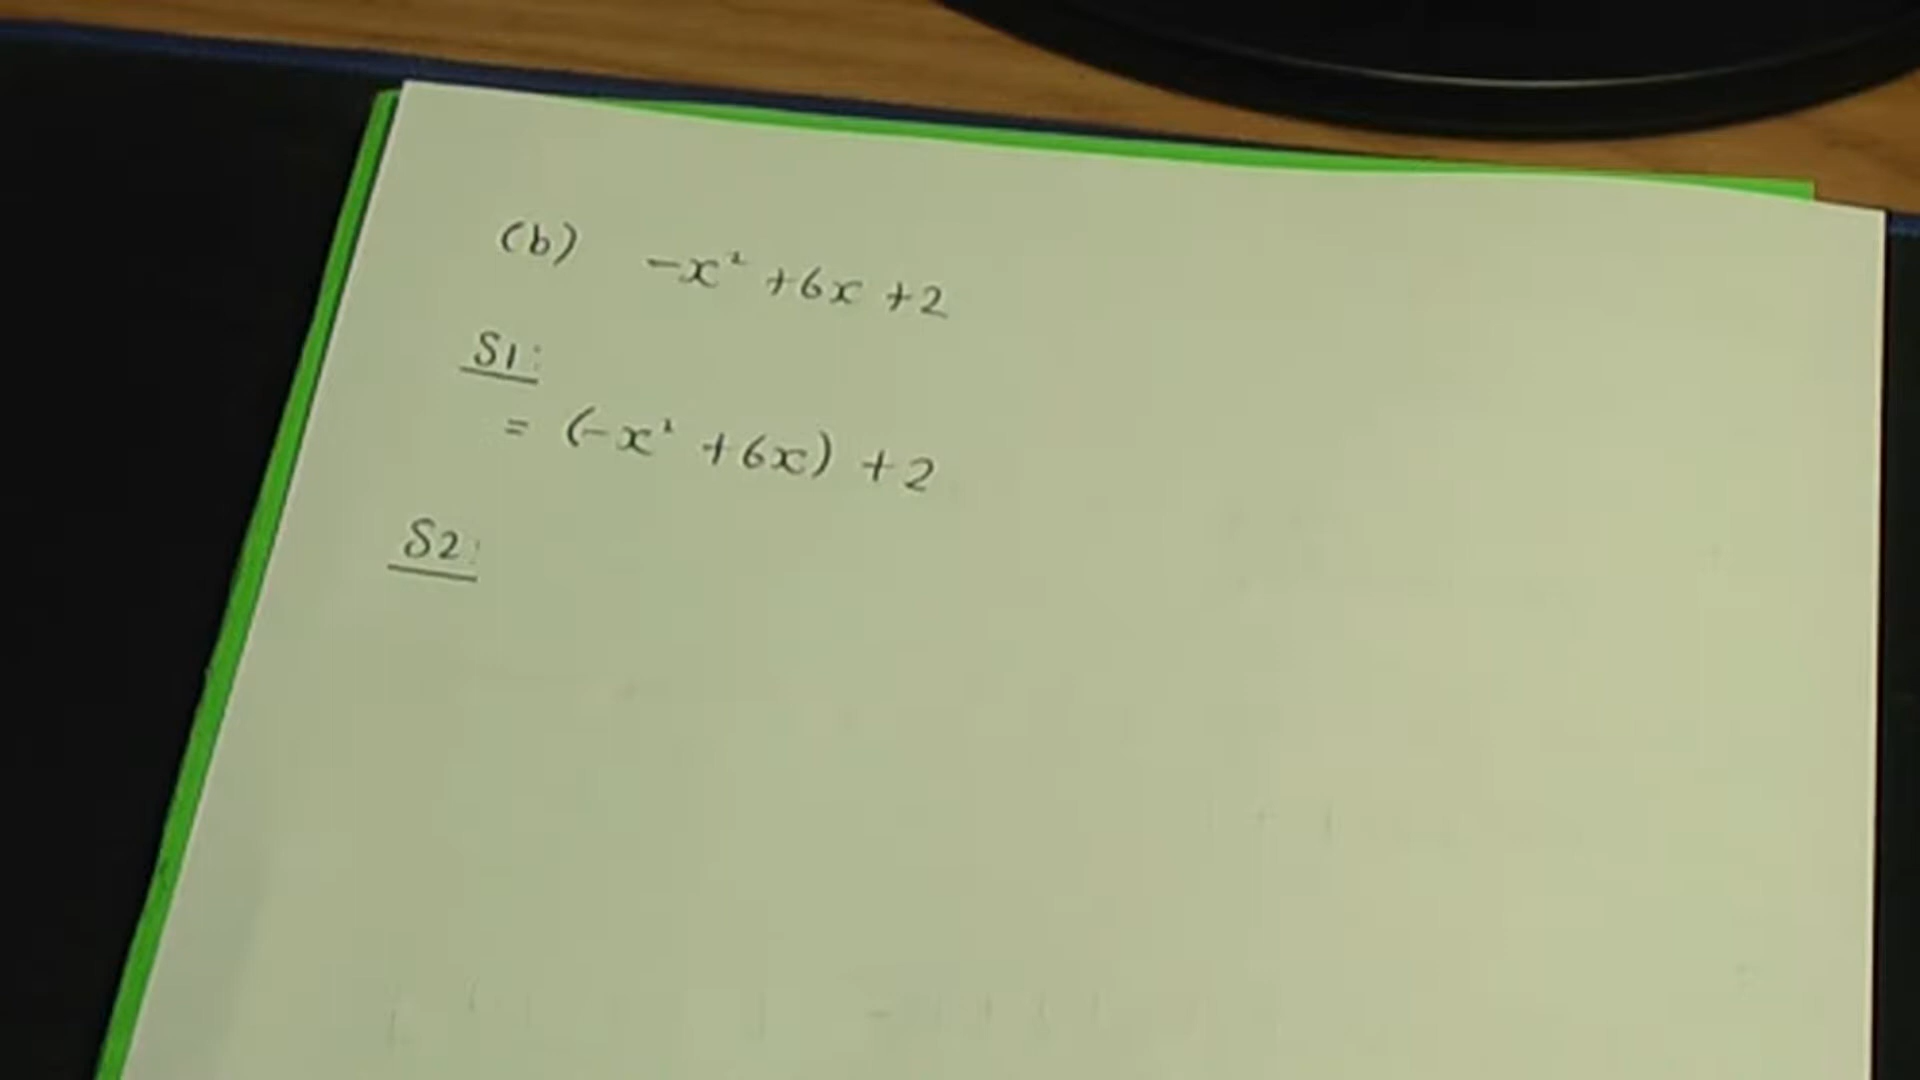 (b) -x² +6x +2
S1:
= (-x² +6x) +2
S2: